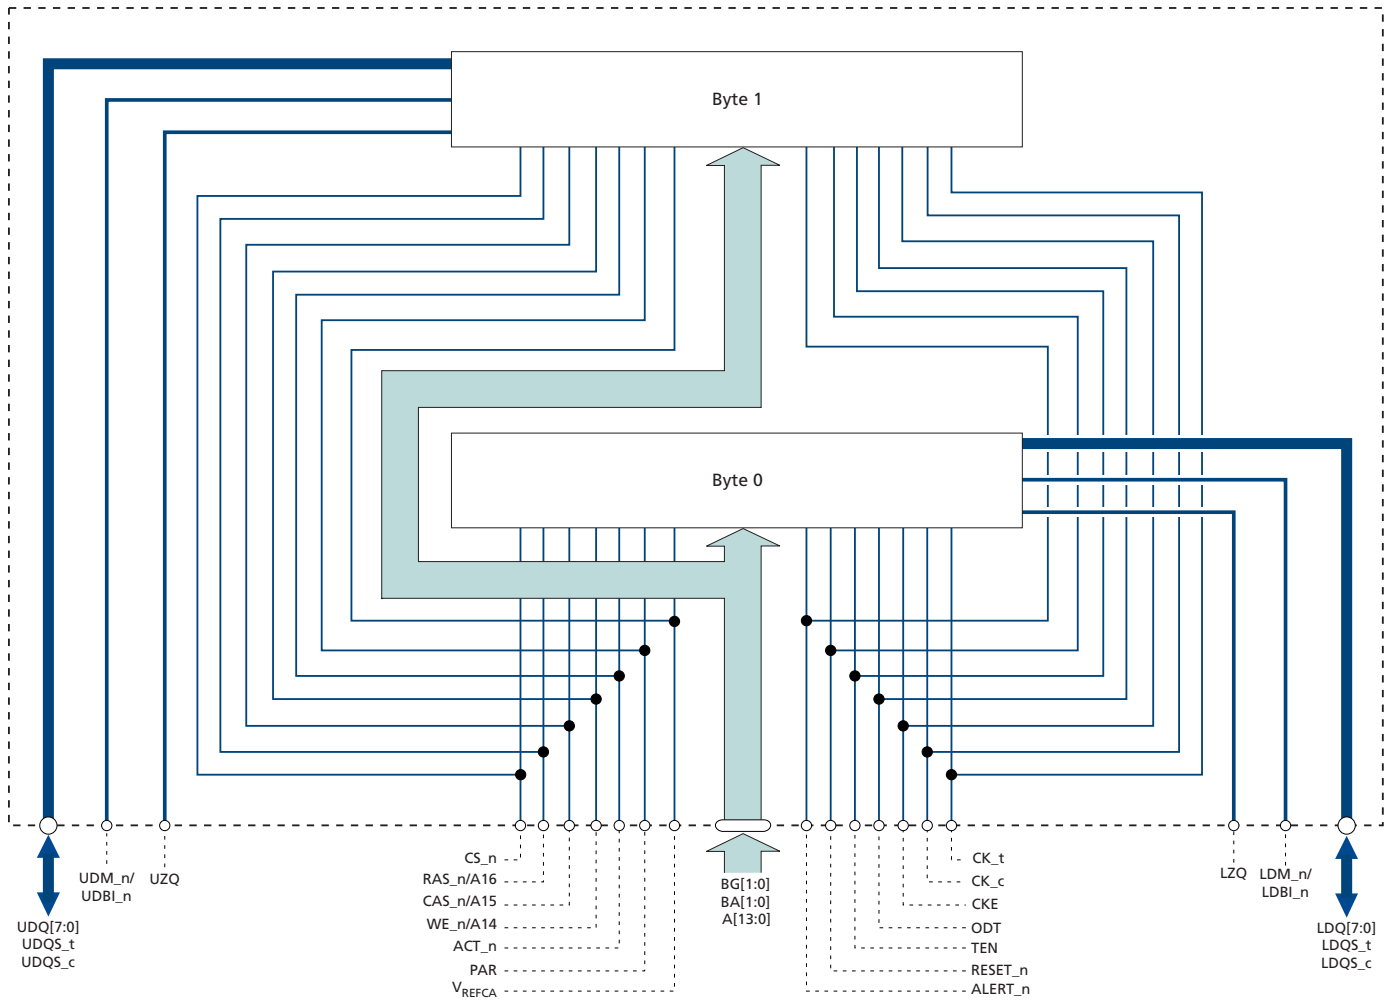 Byte 1
Byte 0
UDM_n/
UDBI_n
UZQ
UDQ[7:0]
UDQS_t
UDQS_c
CS_n
RAS_n/A16
CAS_n/A15
WE_n/A14
ACT_n
PAR
VREFCA
BG[1:0]
BA[1:0]
A[13:0]
CK_t
CK_c
CKE
ODT
TEN
RESET_n
ALERT_n
LZQ
LDM_n/
LDBI_n
LDQ[7:0]
LDQS_t
LDQS_c